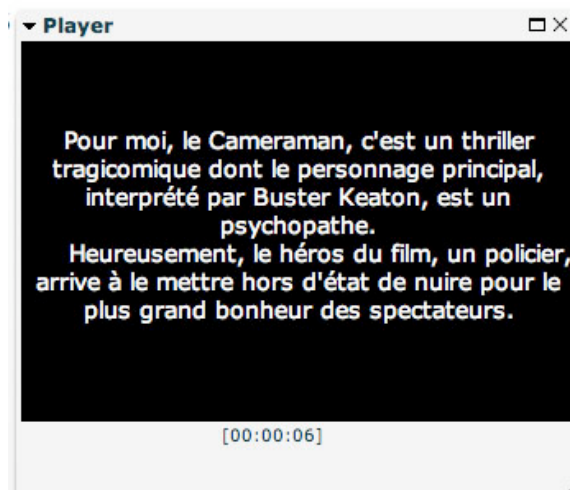 Player
Pour moi, le Cameraman, c'est un thriller
tragicomique dont le personnage principal,
interprété par Buster Keaton, est un
psychopathe.
Heureusement, le héros du film, un policier,
arrive à le mettre hors d'état de nuire pour le
plus grand bonheur des spectateurs.
[00:00:06]